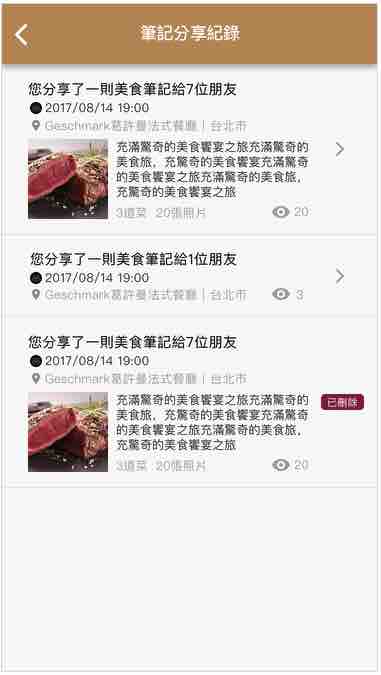 筆記分享紀錄
您分享了一則美食筆記給7位朋友
2017/08/14 19:00
Geschmark葛許曼法式餐廳｜台北市
充滿驚奇的美食饗宴之旅充滿驚奇的
美食旅，充驚奇的美食饗宴充滿驚奇
的美食饗宴之旅充滿驚奇的美食旅，
充驚奇的美食饗宴之旅
3道菜 20張照片
20
您分享了一則美食筆記給1位朋友
2017/08/14 19:00
Geschmark葛許曼法式餐廳｜台北市
3
您分享了一則美食筆記給7位朋友
2017/08/14 19:00
Geschmark葛許曼法式餐廳｜台北市
充滿驚奇的美食饗宴之旅充滿驚奇的
美食旅，充驚奇的美食饗宴充滿驚奇
的美食饗宴之旅充滿驚奇的美食旅，
充驚奇的美食饗宴之旅
已刪除
3道菜 20張照片
20